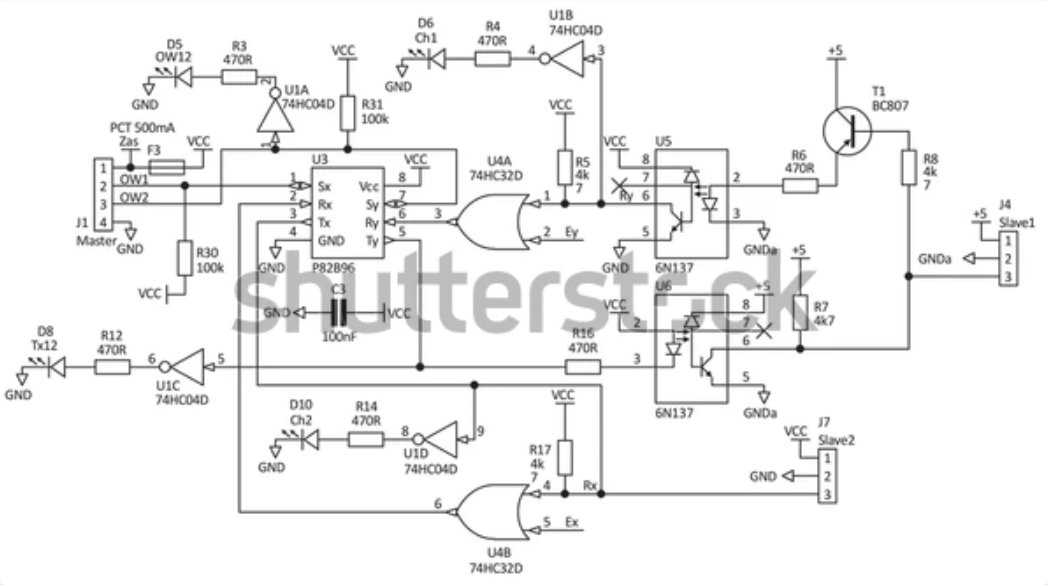 D5
OW12
R3
470R
GND
2
U1A
74HC04D
1
VCC
R31
100k
D6
Ch1
R4
470R
GND
4
U1B
74HC04D
3
PCT 500mA
Zas
F3
VCC
1
2
3
4
OW1
OW2
J1
Master
GND
R30
100k
VCC
U3
1
2
3
4
Sx
Rx
Tx
GND
Vcc
Sy
Ry
Ty
8
7
6
5
VCC
GND
P82B96
U4A
74HC32D
3
1
2
Ey
VCC
R5
4k
7
VCC
U5
8
7
6
5
Ry
2
3
GND
GNDa
6N137
R6
470R
+5
T1
BC807
R8
4k
7
J4
Slave1
+5
1
2
3
GNDa
C3
GND
VCC
100nF
shutterstock
U6
VCC
2
3
+5
8
7
6
5
GNDa
6N137
+5
R7
4k7
R16
470R
D8
Tx12
R12
470R
GND
6
U1C
74HC04D
5
D10
Ch2
R14
470R
GND
8
U1D
74HC04D
9
VCC
R17
4k
7
4
Rx
5
Ex
6
U4B
74HC32D
J7
Slave2
VCC
GND
1
2
3